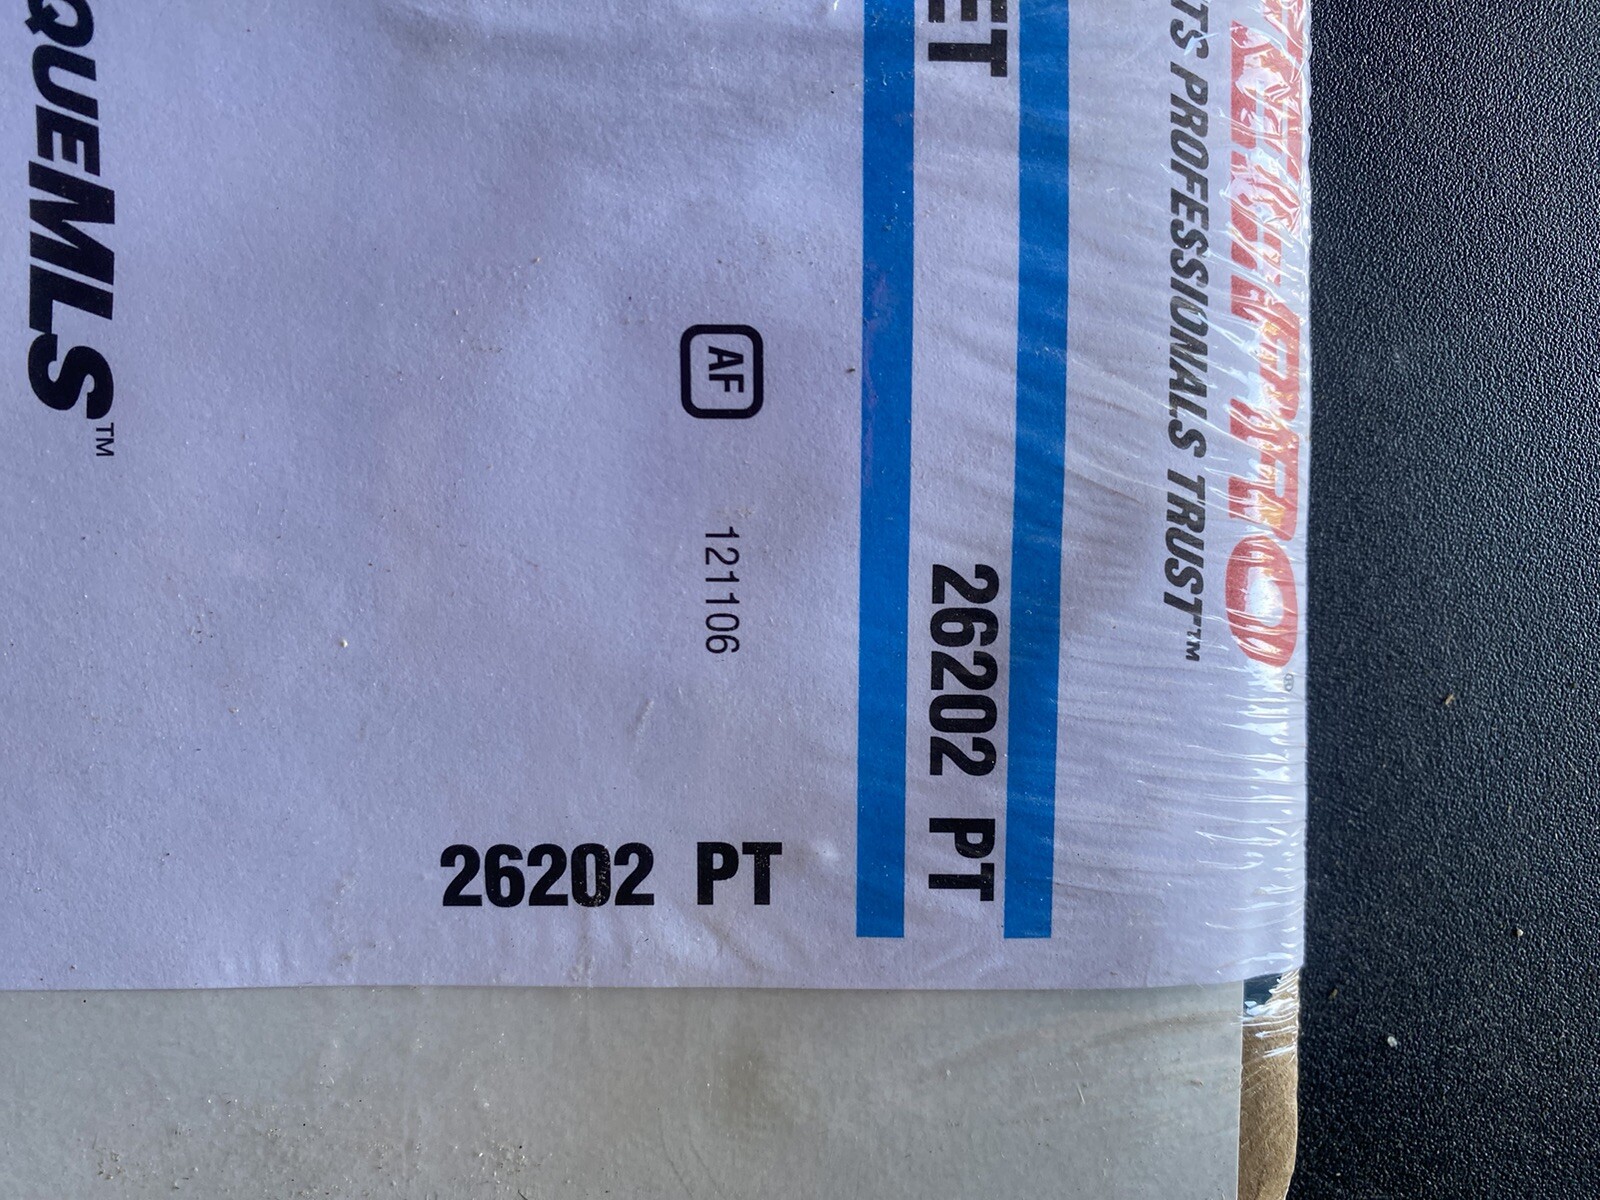 QUEMLS™
AF
121106
26202 PT
ET
26202 PT
TS PROFESSIONALS TRUST™